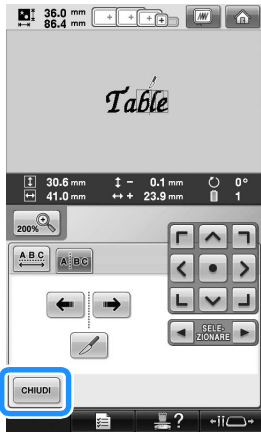 36.0 mm
86.4 mm
Table
30.6 mm
- 0.1 mm
0°
41.0 mm
+ 23.9 mm
1
200%
A B C
A BC
SELE-
ZIONARE
CHIUDI
?